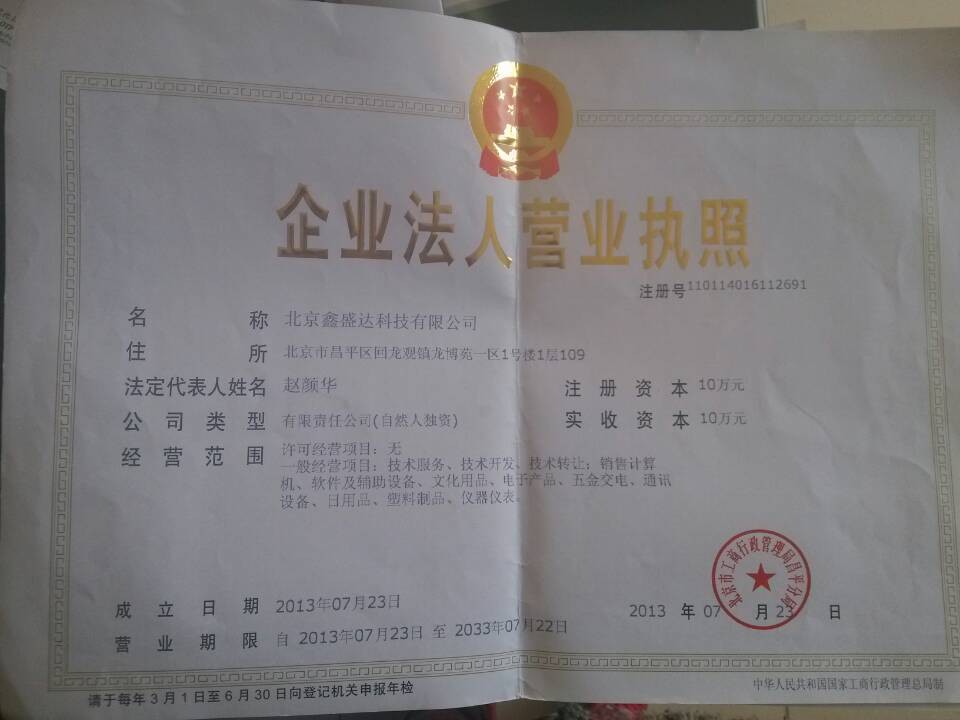 企业法人营业执照
注册号110114016112691
名 称 北京鑫盛达科技有限公司
住 所 北京市昌平区回龙观镇龙博苑一区1号楼1层109
法定代表人姓名 赵颜华
注册资本 10万元
公司类型 有限责任公司(自然人独资)
实收资本 10万元
经营范围 许可经营项目：无
一般经营项目：技术服务、技术开发、技术转让；销售计算
机、软件及辅助设备、文化用品、电子产品、五金交电、通讯
设备、日用品、塑料制品、仪器仪表。
北京市工商行政管理局昌平分局
成立日期 2013年07月23日
2013 年 07 月 23 日
营业期限 自 2013年07月23日 至 2033年07月22日
请于每年3月1日至6月30日向登记机关申报年检
中华人民共和国国家工商行政管理总局制